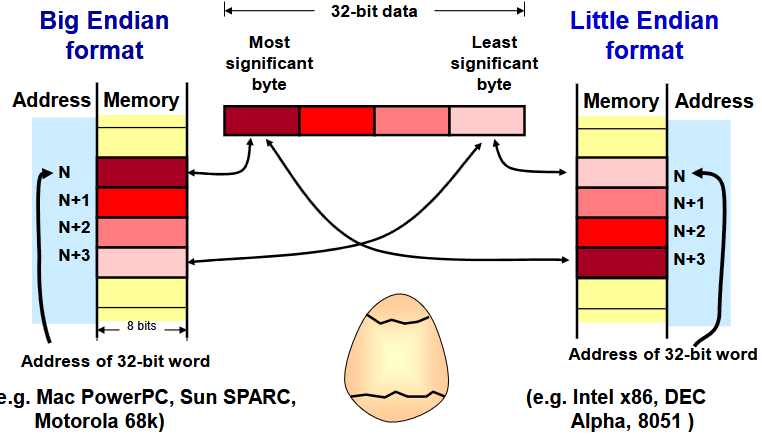 Big Endian
format
32-bit data
Little Endian
format
Most
significant
byte
Least
significant
byte
Address
Memory
Memory
Address
N
N+1
N+2
N+3
N
N+1
N+2
N+3
8 bits
Address of 32-bit word
Address of 32-bit word
e.g. Mac PowerPC, Sun SPARC,
Motorola 68k)
(e.g. Intel x86, DEC
Alpha, 8051 )